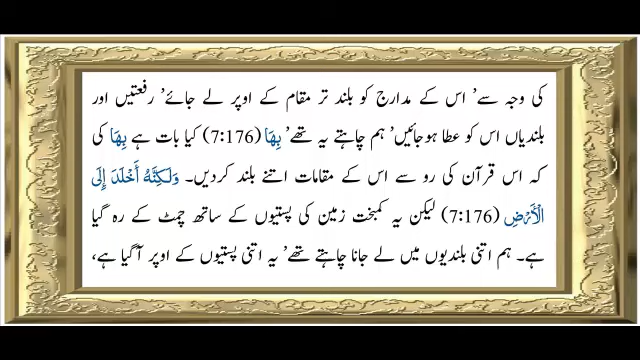 کی وجہ سے’ اس کے مدارج کو بلند تر مقام کے اوپر لے جائے’ رفعتیں اور
بلندیاں اس کو عطا ہوجائیں’ ہم چاہتے یہ تھے’ بِهَا (7:176) کیا بات ہے بِهَا کی
کہ اس قرآن کی رو سے اس کے مقامات اتنے بلند کردیں۔ وَلَـٰكِنَّهُ أَخْلَدَ إِلَى
الْأَرْضِ (7:176) لیکن یہ کمبخت زمین کی پستیوں کے ساتھ چمٹ کے رہ گیا
ہے۔ ہم اتنی بلندیوں میں لے جانا چاہتے تھے’ یہ اتنی پستیوں کے اوپر آگیا ہے،